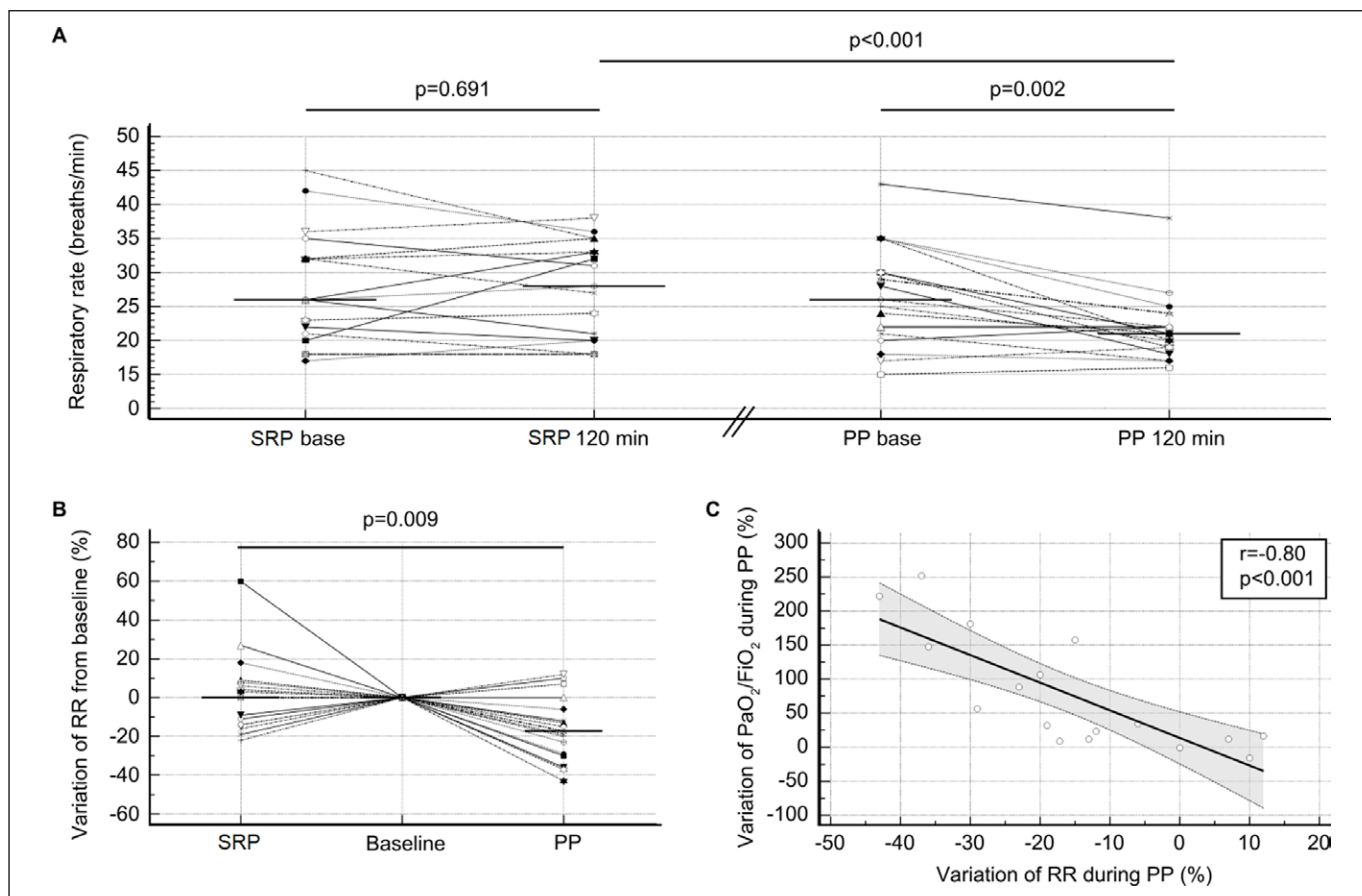 A
p<0.001
p=0.691
p=0.002
Respiratory rate (breaths/min)
50
45
40
35
30
25
20
15
10
5
0
SRP base
SRP 120 min
//
PP base
PP 120 min
B
p=0.009
Variation of RR from baseline (%)
80
60
40
20
0
-20
-40
-60
SRP
Baseline
PP
C
r=-0.80
p<0.001
Variation of PaO₂/FiO₂ during PP (%)
300
250
200
150
100
50
0
-50
-100
-50
-40
-30
-20
-10
0
10
20
Variation of RR during PP (%)